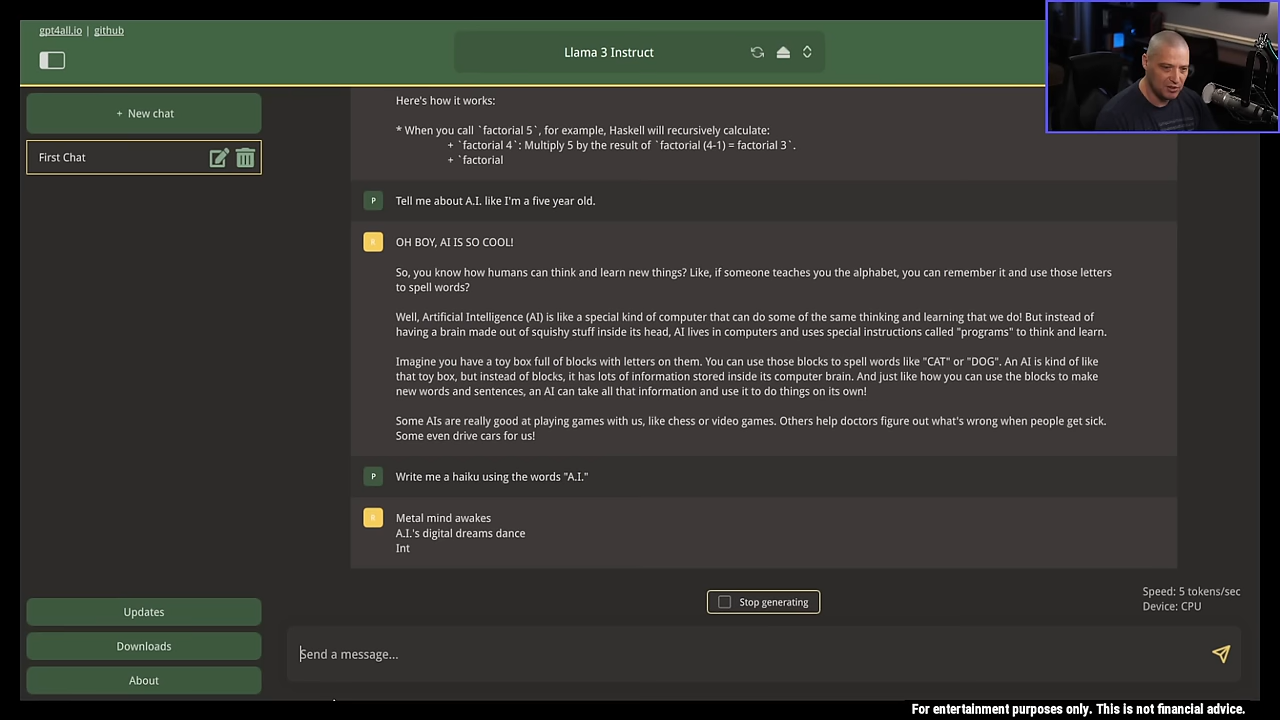 gpt4all.io | github
Llama 3 Instruct
+ New chat
First Chat
Here's how it works:
* When you call `factorial 5`, for example, Haskell will recursively calculate:
+ `factorial 4`: Multiply 5 by the result of `factorial (4-1) = factorial 3`.
+ `factorial
P Tell me about A.I. like I'm a five year old.
R OH BOY, AI IS SO COOL!
So, you know how humans can think and learn new things? Like, if someone teaches you the alphabet, you can remember it and use those letters
to spell words?
Well, Artificial Intelligence (AI) is like a special kind of computer that can do some of the same thinking and learning that we do! But instead of
having a brain made out of squishy stuff inside its head, AI lives in computers and uses special instructions called "programs" to think and learn.
Imagine you have a toy box full of blocks with letters on them. You can use those blocks to spell words like "CAT" or "DOG". An AI is kind of like
that toy box, but instead of blocks, it has lots of information stored inside its computer brain. And just like how you can use the blocks to make
new words and sentences, an AI can take all that information and use it to do things on its own!
Some AIs are really good at playing games with us, like chess or video games. Others help doctors figure out what's wrong when people get sick.
Some even drive cars for us!
P Write me a haiku using the words "A.I."
R Metal mind awakes
A.I.'s digital dreams dance
Int
Stop generating
Speed: 5 tokens/sec
Device: CPU
Send a message...
Updates
Downloads
About
For entertainment purposes only. This is not financial advice.